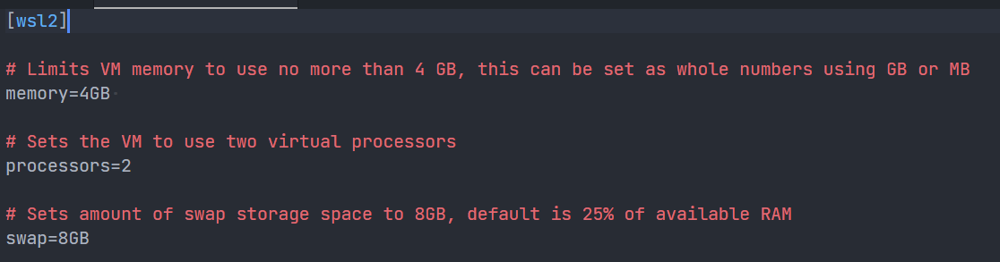 [wsl2]
# Limits VM memory to use no more than 4 GB, this can be set as whole numbers using GB or MB
memory=4GB
# Sets the VM to use two virtual processors
processors=2
# Sets amount of swap storage space to 8GB, default is 25% of available RAM
swap=8GB